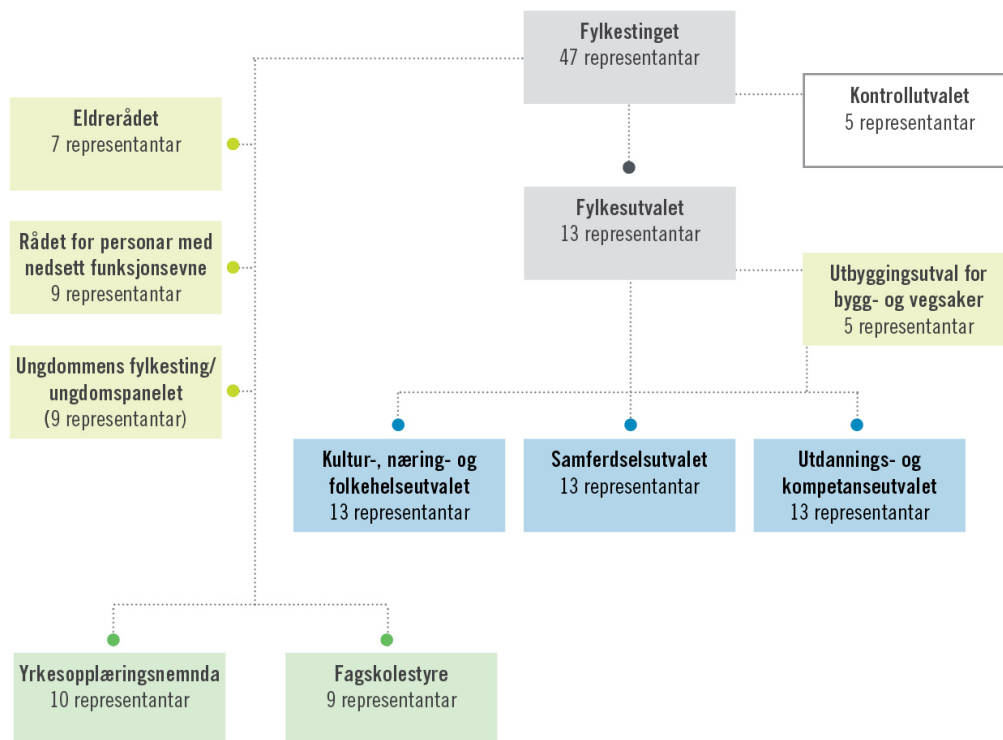 Fylkestinget
47 representantar
Kontrollutvalet
5 representantar
Eldrerådet
7 representantar
Fylkesutvalet
13 representantar
Rådet for personar med
nedsett funksjonsevne
9 representantar
Utbyggingsutval for
bygg- og vegsaker
5 representantar
Ungdommens fylkesting/
ungdomspanelet
(9 representantar)
Kultur-, næring- og
folkehelseutvalet
13 representantar
Samferdselsutvalet
13 representantar
Utdannings- og
kompetanseutvalet
13 representantar
Yrkesopplæringsnemnda
10 representantar
Fagskolestyre
9 representantar